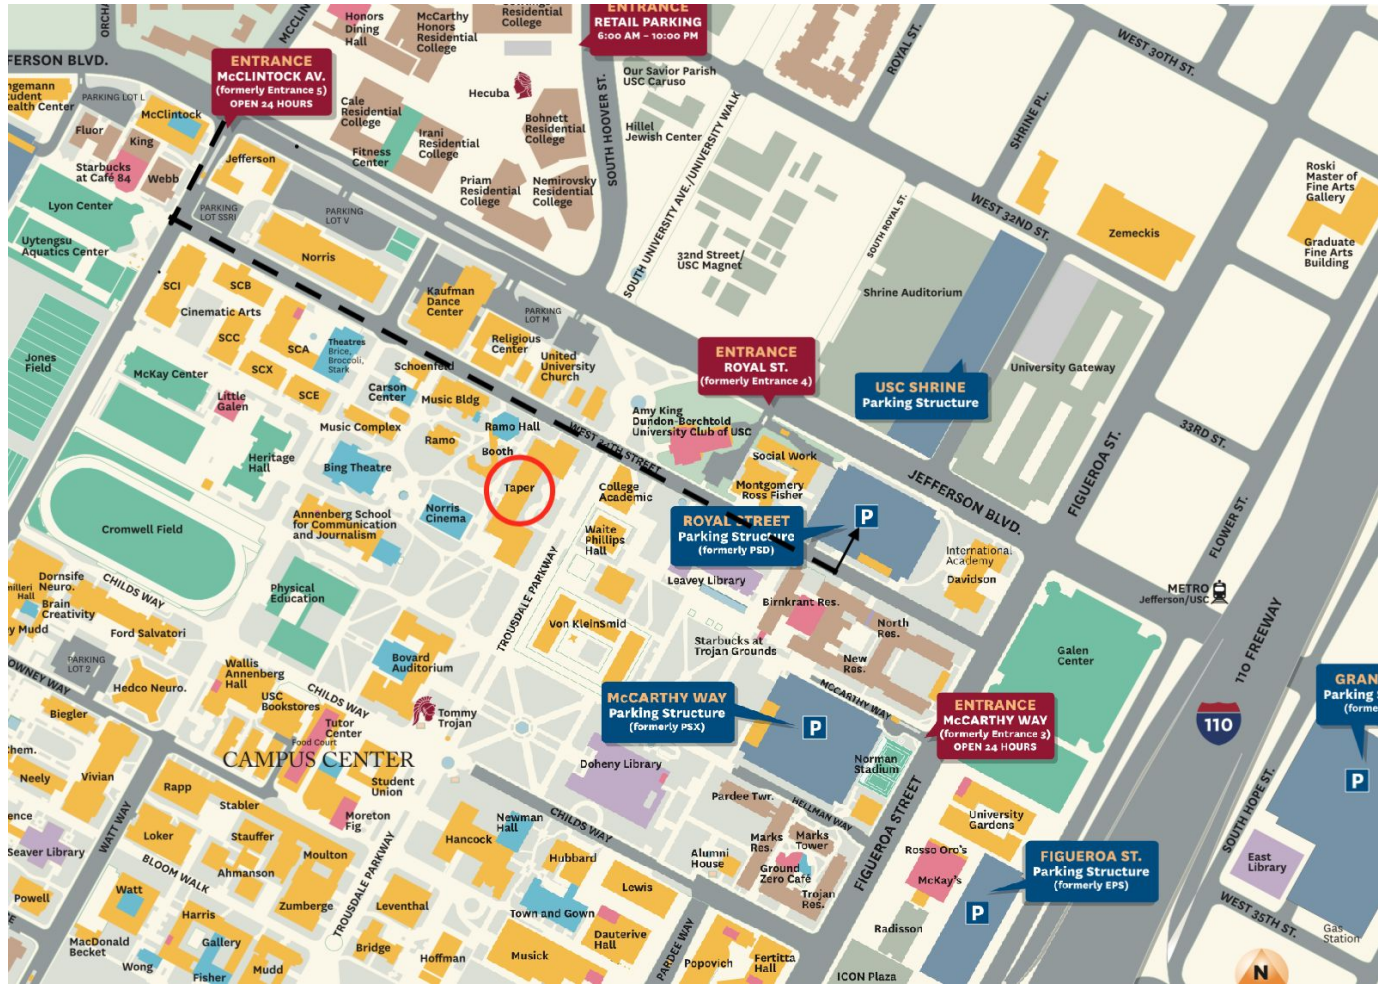 ORCHA
MCCLIN
Honors
Dining
Hall
McCarthy
Honors
Residential
College
Residential
College
ENTRANCE
RETAIL PARKING
6:00 AM – 10:00 PM
ROYAL ST.
WEST 30TH ST.
FERSON BLVD.
ENTRANCE
McCLINTOCK AV.
(formerly Entrance 5)
OPEN 24 HOURS
Our Savior Parish
USC Caruso
ngemann
tudent
ealth Center
PARKING LOT L
McClintock
Hecuba
Cale
Residential
College
Irani
Residential
College
Fitness
Center
Bohnett
Residential
College
Hillel
Jewish Center
SOUTH HOOVER ST.
SOUTH UNIVERSITY AVE./UNIVERSITY WALK
SHRINE PL.
Fluor
King
Starbucks
at Café 84
Webb
Jefferson
Priam
Residential
College
Nemirovsky
Residential
College
Roski
Master of
Fine Arts
Gallery
Lyon Center
PARKING
LOT SSRI
PARKING
LOT V
SOUTH ROYAL ST.
WEST 32ND ST.
Zemeckis
Graduate
Fine Arts
Building
Uytengsu
Aquatics Center
Norris
32nd Street/
USC Magnet
SCI
SCB
Cinematic Arts
Kaufman
Dance
Center
PARKING
LOT M
Shrine Auditorium
SCC
SCA
Theatres
Brice,
Broccoli,
Stark
Religious
Center
United
University
Church
ENTRANCE
ROYAL ST.
(formerly Entrance 4)
Jones
Field
McKay Center
SCX
SCE
Schoenfeld
Carson
Center
Music Bldg
University Gateway
USC SHRINE
Parking Structure
Little
Galen
Music Complex
Ramo
Ramo Hall
Booth
WEST 34TH STREET
Amy King
Dundon-Berchtold
University Club of USC
Social Work
33RD ST.
FIGUEROA ST.
Heritage
Hall
Bing Theatre
Taper
College
Academic
Montgomery
Ross Fisher
JEFFERSON BLVD.
FLOWER ST.
Cromwell Field
Annenberg School
for Communication
and Journalism
Norris
Cinema
Waite
Phillips
Hall
ROYAL STREET
Parking Structure
(formerly PSD)
P
International
Academy
Davidson
CHILDS WAY
Dornsife
Neuro.
milleri
Hall
Brain
Creativity
y Mudd
Physical
Education
TROUSDALE PARKWAY
Leavey Library
Birnkrant Res.
METRO
Jefferson/USC
Ford Salvatori
Von KleinSmid
Starbucks at
Trojan Grounds
North
Res.
New
Res.
Galen
Center
110 FREEWAY
PARKING
LOT 2
OWNEY WAY
Hedco Neuro.
Wallis
Annenberg
Hall
Bovard
Auditorium
McCARTHY WAY
Biegler
USC
Bookstores
CHILDS WAY
Tutor
Center
Food Court
Tommy
Trojan
McCARTHY WAY
Parking Structure
(formerly PSX)
P
ENTRANCE
McCARTHY WAY
(formerly Entrance 3)
OPEN 24 HOURS
110
GRAN
Parking S
(forme
P
CAMPUS CENTER
Chem.
Neely
Vivian
Student
Union
Doheny Library
Norman
Stadium
Rapp
Stabler
Moreton
Fig
Pardee Twr.
HELLMAN WAY
FIGUEROA STREET
University
Gardens
SOUTH HOPE ST.
ence
Seaver Library
WATT WAY
Loker
Stauffer
Moulton
Hancock
Newman
Hall
CHILDS WAY
Marks
Res.
Marks
Tower
Rosso Oro's
FIGUEROA ST.
Parking Structure
(formerly EPS)
East
Library
BLOOM WALK
Ahmanson
Hubbard
Alumni
House
Ground
Zero Café
McKay's
Powell
Watt
Zumberge
TROUSDALE PARKWAY
Leventhal
Lewis
Trojan
Res.
P
WEST 35TH ST.
Harris
Gallery
Town and Gown
Radisson
Gas
Station
MacDonald
Becket
Wong
Fisher
Mudd
Bridge
Hoffman
Musick
Dauterive
Hall
PARDEE WAY
Popovich
Fertitta
Hall
ICON Plaza
N